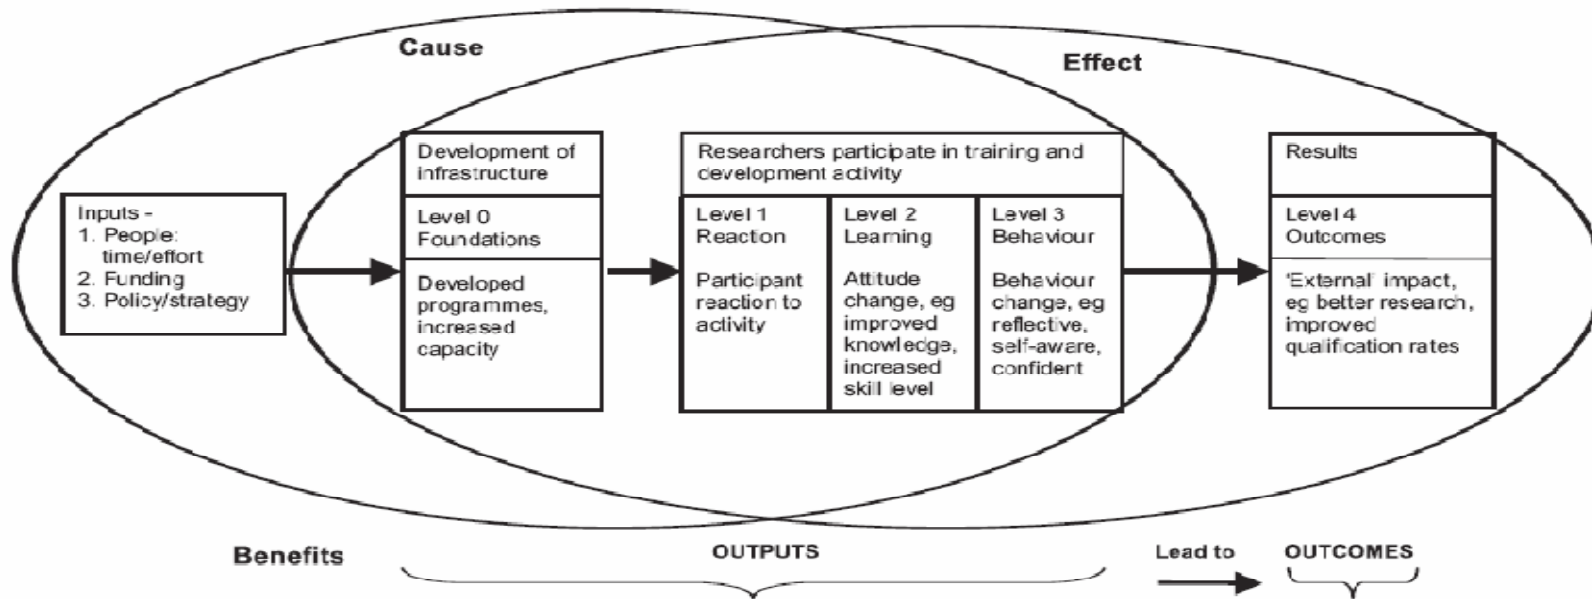 Cause
Effect
Inputs -
1. People:
time/effort
2. Funding
3. Policy/strategy
Development of
infrastructure
Level 0
Foundations
Developed
programmes,
increased
capacity
Researchers participate in training and
development activity
Level 1
Reaction
Participant
reaction to
activity
Level 2
Learning
Attitude
change, eg
improved
knowledge,
increased
skill level
Level 3
Behaviour
Behaviour
change, eg
reflective,
self-aware,
confident
Results
Level 4
Outcomes
'External' impact,
eg better research,
improved
qualification rates
Benefits
OUTPUTS
Lead to
OUTCOMES